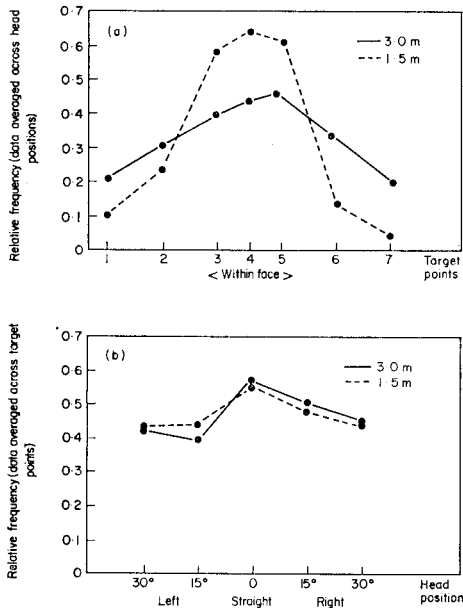 Relative frequency (data averaged across head
positions)
0·7
0·6
0·5
0·4
0·3
0·2
0·1
0
(a)
3·0 m
1·5 m
1 2 3 4 5 6 7 Target
< Within face > points
Relative frequency (data averaged across target
points)
0·7
0·6
0·5
0·4
0·3
0·2
0·1
0
(b)
3·0 m
1·5 m
30° 15° 0 15° 30° Head
Left Straight Right position